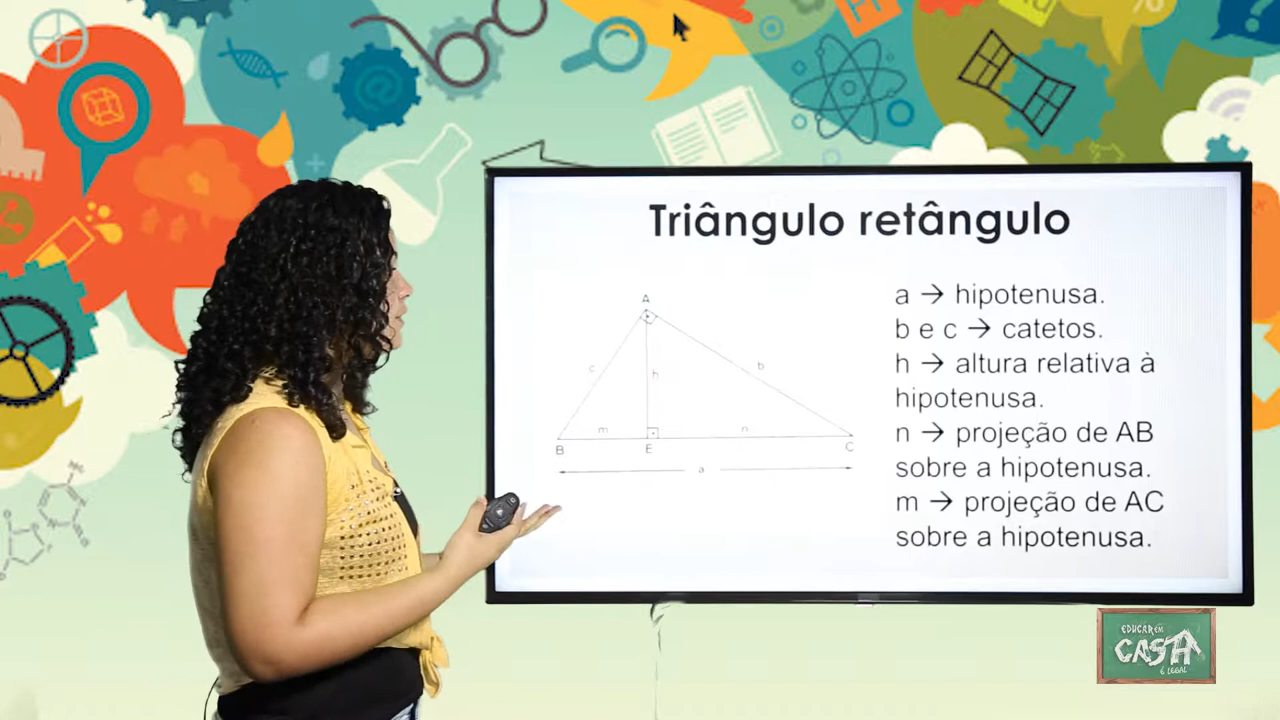 Triângulo retângulo
a → hipotenusa.
b e c → catetos.
h → altura relativa à
hipotenusa.
n → projeção de AB
sobre a hipotenusa.
m → projeção de AC
sobre a hipotenusa.
A
c
b
h
m
n
B
E
C
a
EDUCAR EM
CASA
É LEGAL